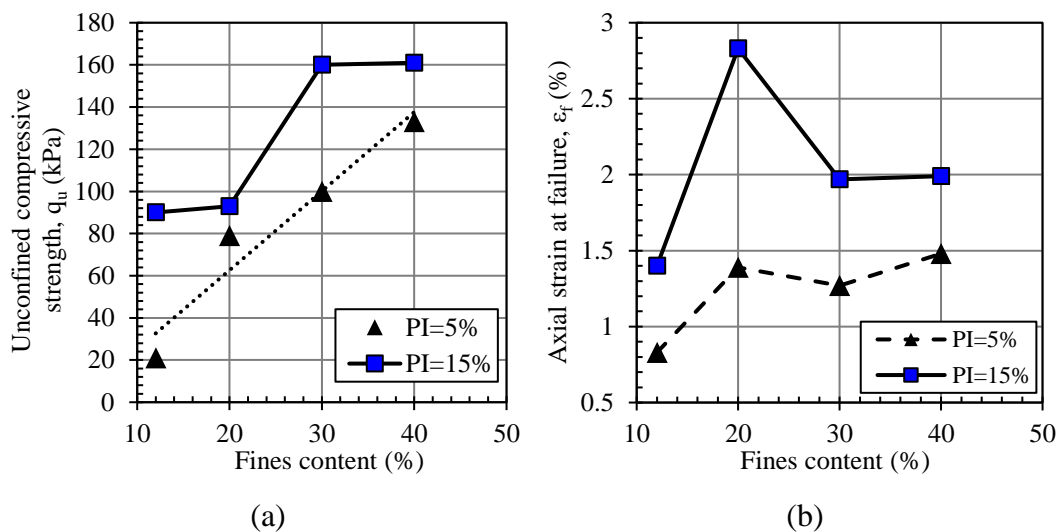 Unconfined compressive
strength, q_u (kPa)
180
160
140
120
100
80
60
40
20
0
10
20
30
40
50
Fines content (%)
PI=5%
PI=15%
(a)
Axial strain at failure, ε_f (%)
3
2.5
2
1.5
1
0.5
10
20
30
40
50
Fines content (%)
PI=5%
PI=15%
(b)